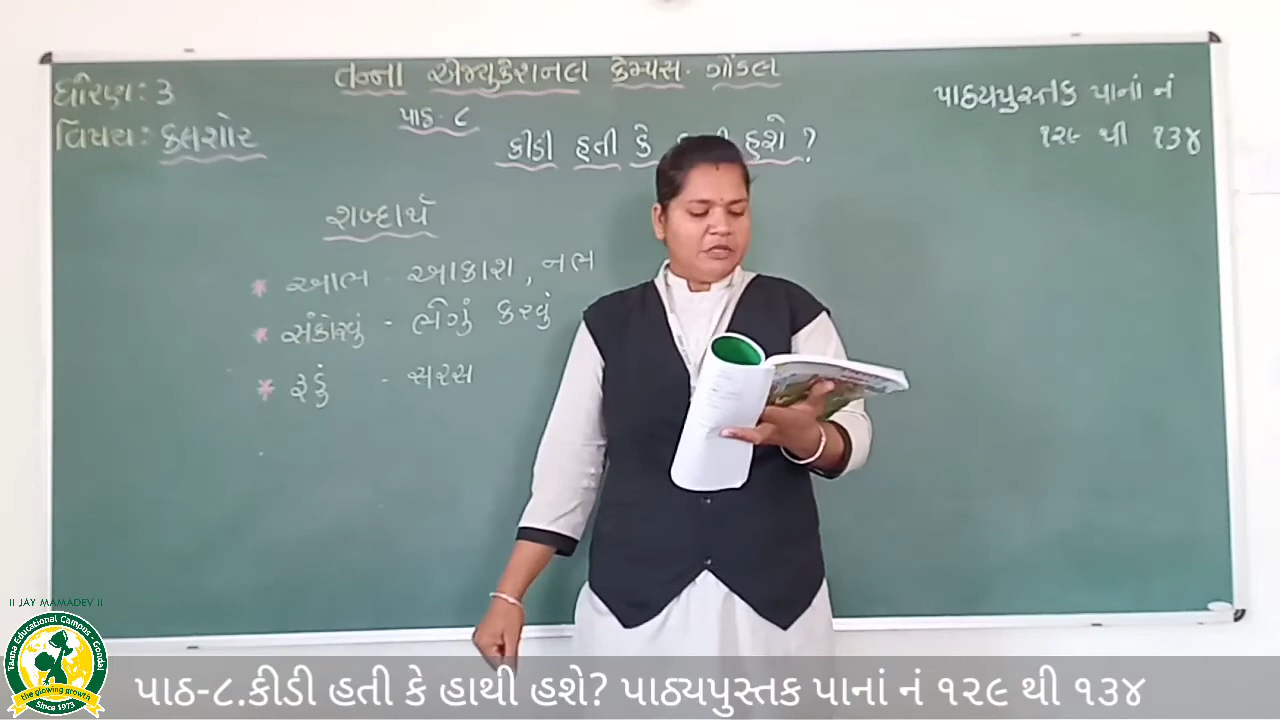 તન્ના એજ્યુકેશનલ કેમ્પસ. ગોંડલ
ધોરણ: ૩
વિષય: કલશોર
પાઠ. ૮
કીડી હતી કે હશે ?
પાઠ્યપુસ્તક પાનાં નં
૧૨૯ થી ૧૩૪
શબ્દાર્થ
* આભ - આકાશ, નભ
* સંકોરવું - ભેગું કરવું
* રૂડું - સરસ
II JAY MAMADEV II
Tanna Educational Campus - Gondal
the glowing growth
Since 1973
પાઠ-૮.કીડી હતી કે હાથી હશે? પાઠ્યપુસ્તક પાનાં નં ૧૨૯ થી ૧૩૪